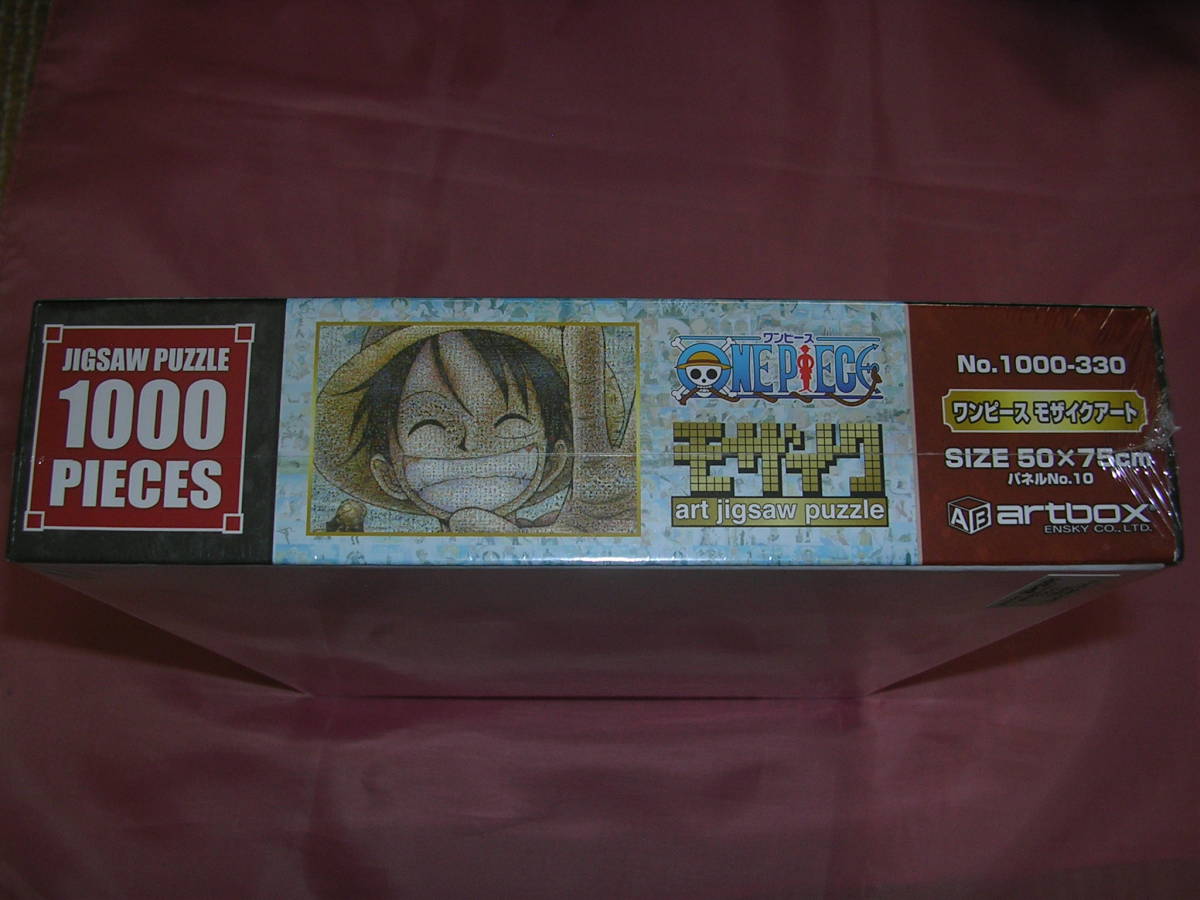 JIGSAW PUZZLE
1000
PIECES
ワンピース
ONE PIECE
モザイク
art jigsaw puzzle
No.1000-330
ワンピース モザイクアート
SIZE 50×75cm
パネルNo.10
AB artbox
ENSKY CO.,LTD.